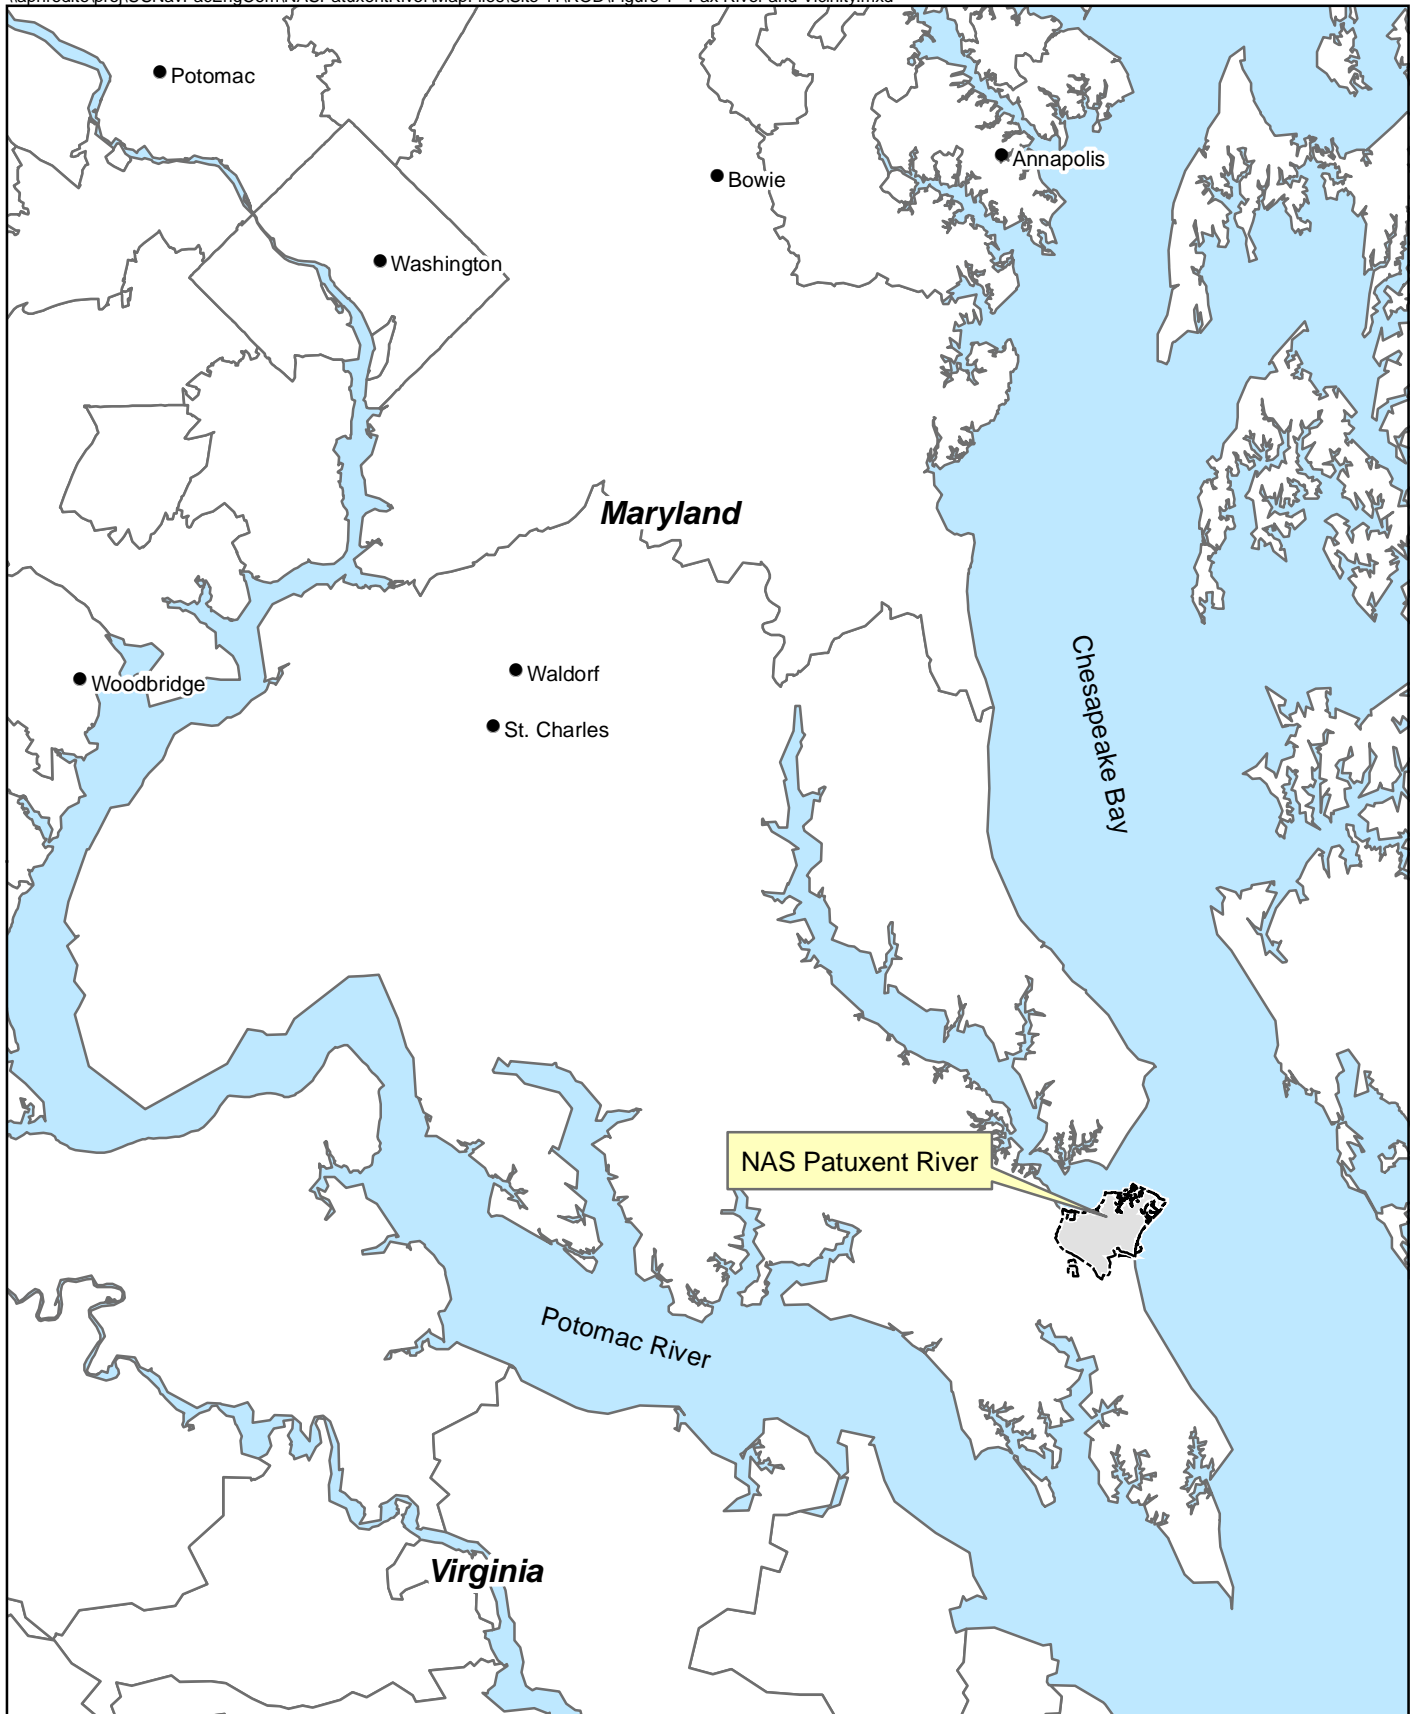 Potomac
Annapolis
Bowie
Washington
Maryland
Chesapeake Bay
Waldorf
Woodbridge
St. Charles
NAS Patuxent River
Potomac River
Virginia